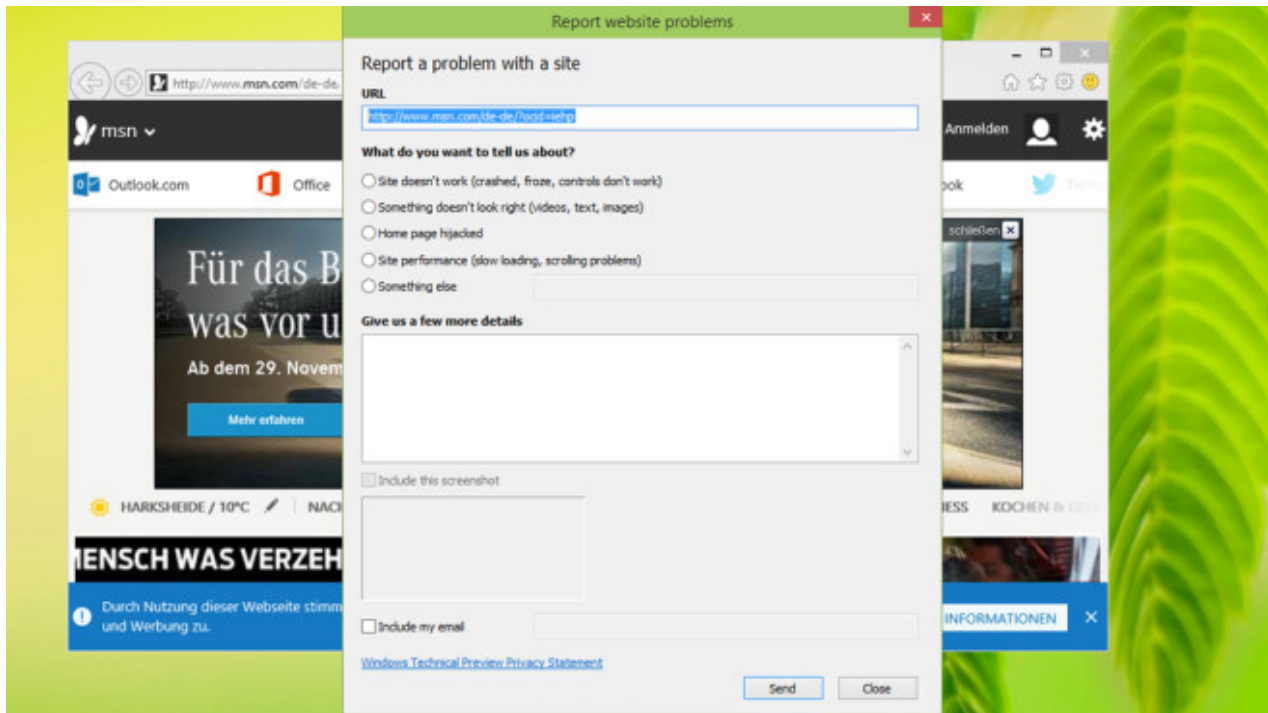 Report website problems
Report a problem with a site
URL
http://www.msn.com/de-de/?ocid=iehp
What do you want to tell us about?
Site doesn't work (crashed, froze, controls don't work)
Something doesn't look right (videos, text, images)
Home page hijacked
Site performance (slow loading, scrolling problems)
Something else
Give us a few more details
Include this screenshot
Include my email
Windows Technical Preview Privacy Statement
Send Close
http://www.msn.com/de-de.
msn
Anmelden
Outlook.com
Office
ook
schießen
Für das B
was vor u
Ab dem 29. Novem
Mehr erfahren
HARKSHEIDE / 10°C
NACH
NESS KOCHEN &
MENSCH WAS VERZEH
Durch Nutzung dieser Webseite stimm
und Werbung zu.
INFORMATIONEN